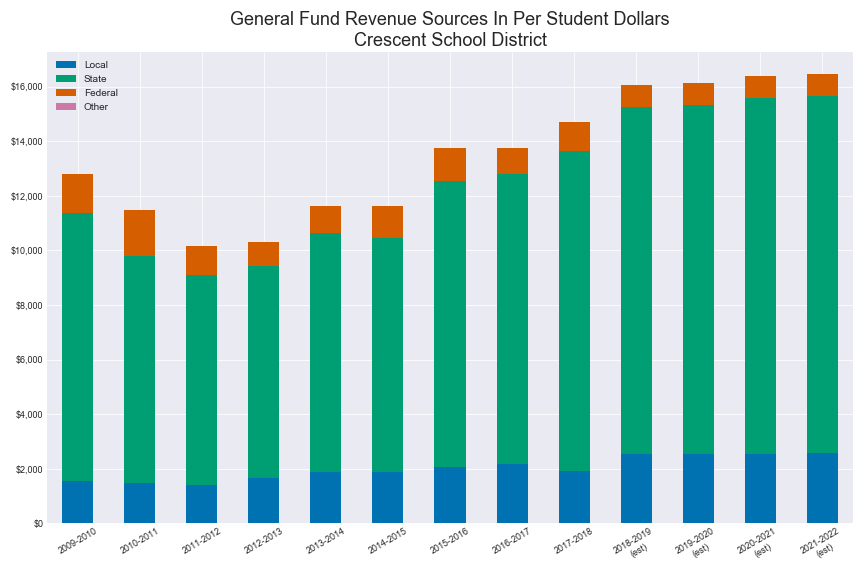 General Fund Revenue Sources In Per Student Dollars
Crescent School District
Local
State
Federal
Other
$16,000
$14,000
$12,000
$10,000
$8,000
$6,000
$4,000
$2,000
$0
2009-2010
2010-2011
2011-2012
2012-2013
2013-2014
2014-2015
2015-2016
2016-2017
2017-2018
2018-2019
(est)
2019-2020
(est)
2020-2021
(est)
2021-2022
(est)